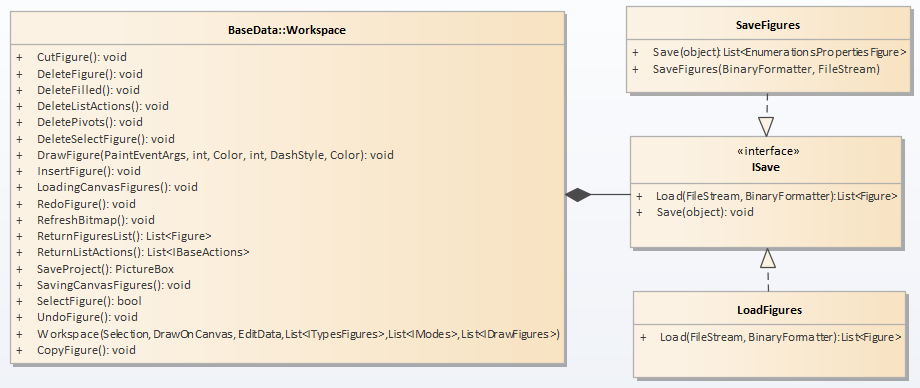 BaseData::Workspace
+ CutFigure(): void
+ DeleteFigure(): void
+ DeleteFilled(): void
+ DeleteListActions(): void
+ DeletePivots(): void
+ DeleteSelectFigure(): void
+ DrawFigure(PaintEventArgs, int, Color, int, DashStyle, Color): void
+ InsertFigure(): void
+ LoadingCanvasFigures(): void
+ RedoFigure(): void
+ RefreshBitmap(): void
+ ReturnFiguresList(): List<Figure>
+ ReturnListActions(): List<IBaseActions>
+ SaveProject(): PictureBox
+ SavingCanvasFigures(): void
+ SelectFigure(): bool
+ UndoFigure(): void
+ Workspace(Selection, DrawOnCanvas, EditData,List<ITypesFigures>,List<IModes>,List<IDrawFigures>)
+ CopyFigure(): void
SaveFigures
+ Save(object):List<Enumerations.PropertiesFigure>
+ SaveFigures(BinaryFormatter, FileStream)
«interface»
ISave
+ Load(FileStream, BinaryFormatter):List<Figure>
+ Save(object): void
LoadFigures
+ Load(FileStream, BinaryFormatter):List<Figure>